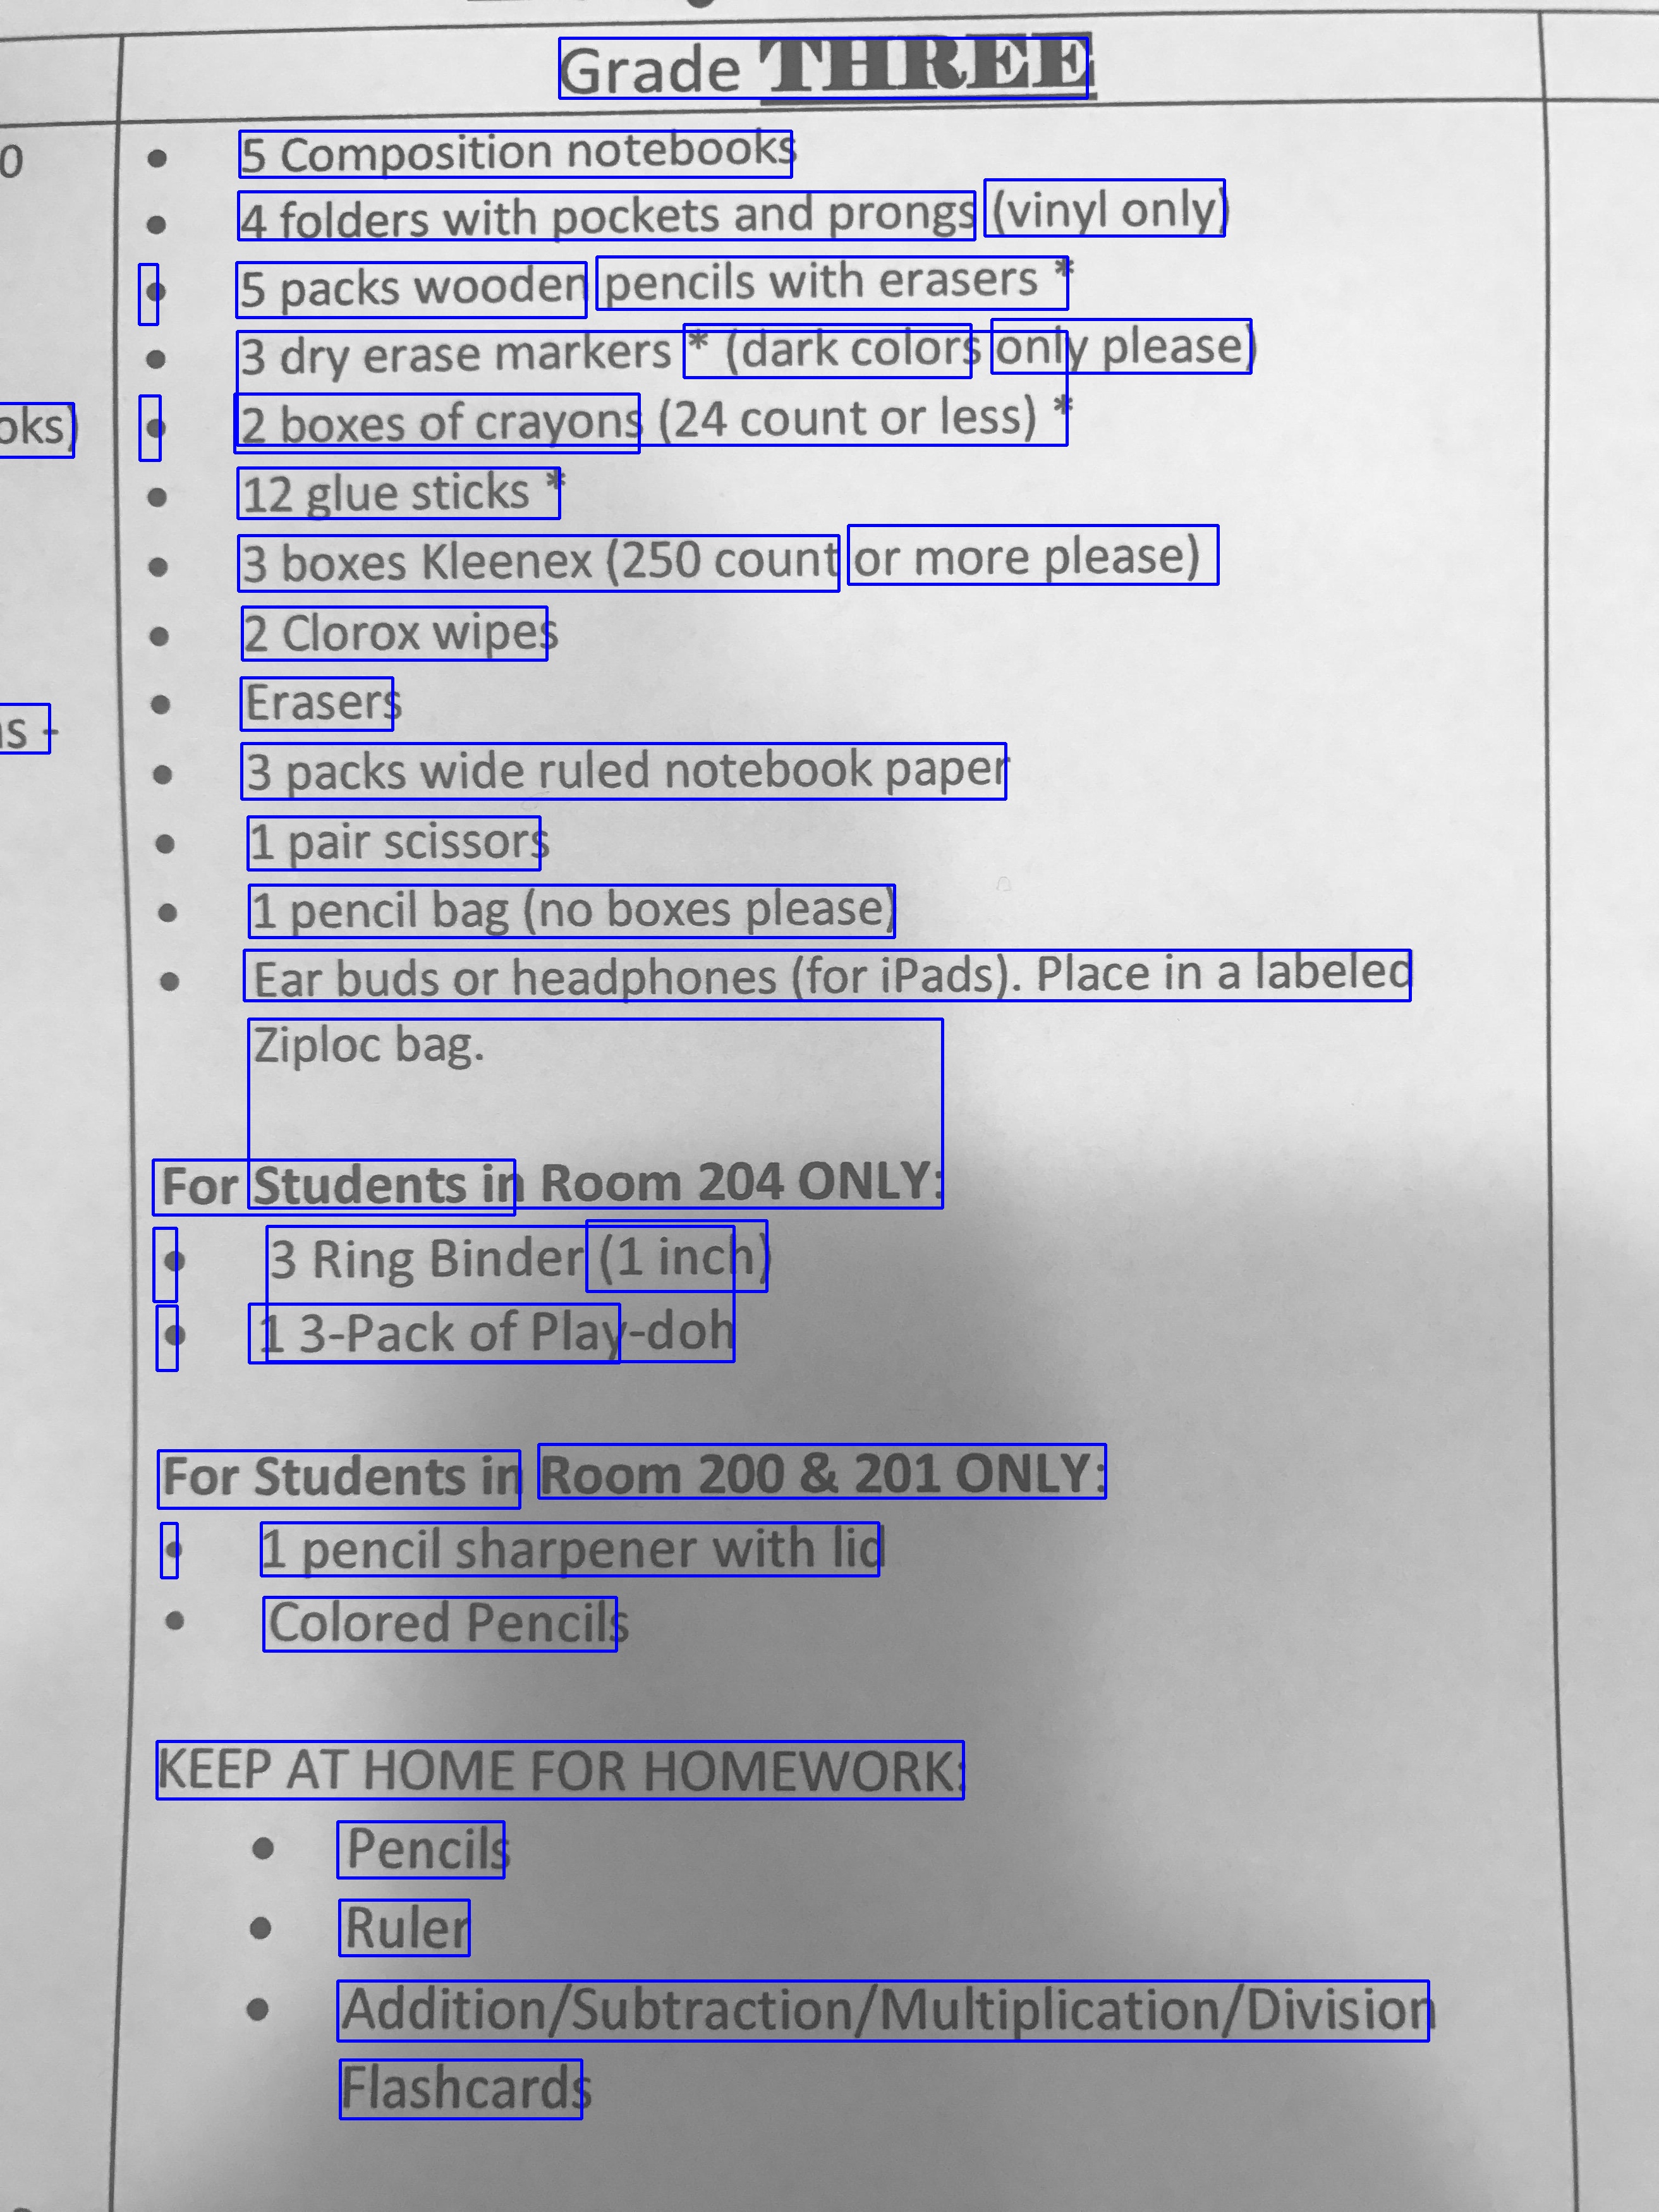 Grade THREE
• 5 Composition notebooks
• 4 folders with pockets and prongs (vinyl only)
• 5 packs wooden pencils with erasers *
• 3 dry erase markers * (dark colors only please)
• 2 boxes of crayons (24 count or less) *
• 12 glue sticks *
• 3 boxes Kleenex (250 count or more please)
• 2 Clorox wipes
• Erasers
• 3 packs wide ruled notebook paper
• 1 pair scissors
• 1 pencil bag (no boxes please)
• Ear buds or headphones (for iPads). Place in a labeled
Ziploc bag.
For Students in Room 204 ONLY:
• 3 Ring Binder (1 inch)
• 1 3-Pack of Play-doh
For Students in Room 200 & 201 ONLY:
• 1 pencil sharpener with lid
• Colored Pencils
KEEP AT HOME FOR HOMEWORK:
• Pencils
• Ruler
• Addition/Subtraction/Multiplication/Division
Flashcards